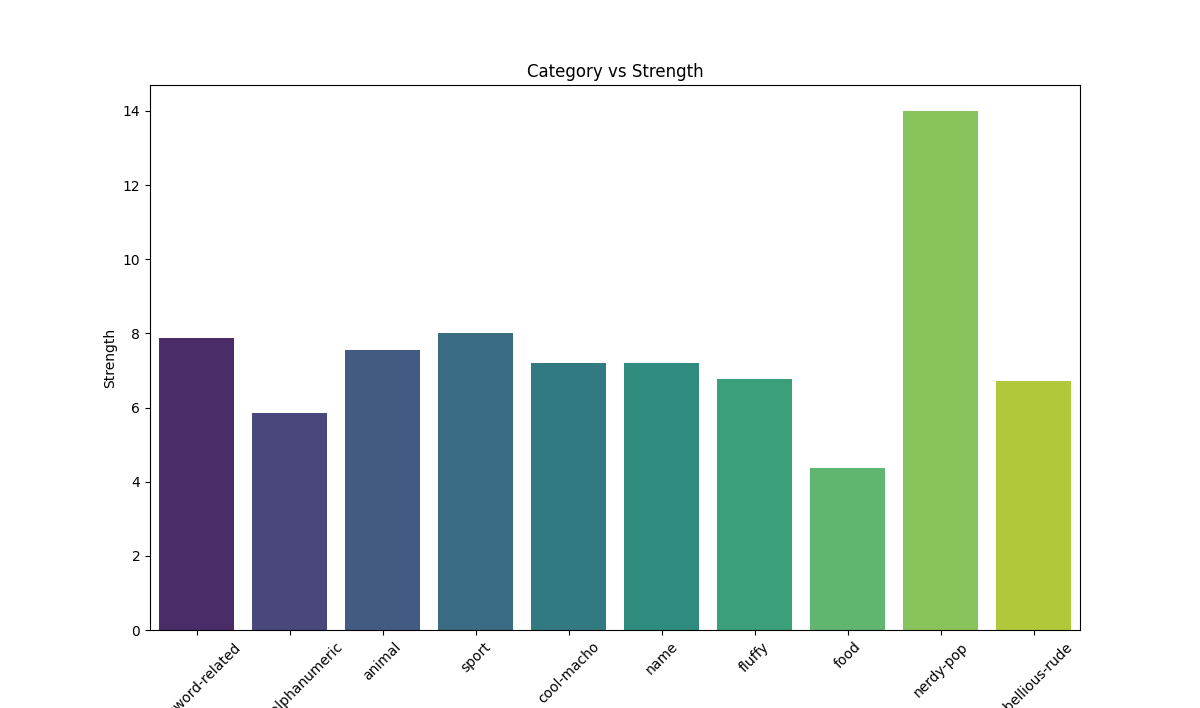 Category vs Strength
Strength
14
12
10
8
6
4
2
0
word-related
alphanumeric
animal
sport
cool-macho
name
fluffy
food
nerdy-pop
bellious-rude